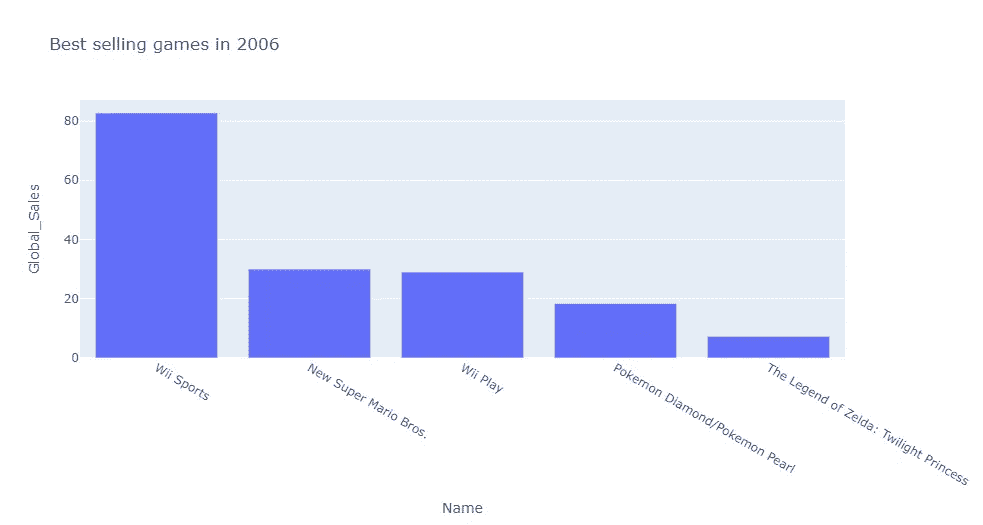 Best selling games in 2006
80
60
40
20
0
Global_Sales
Wii Sports
New Super Mario Bros.
Wii Play
Pokemon Diamond/Pokemon Pearl
The Legend of Zelda: Twilight Princess
Name